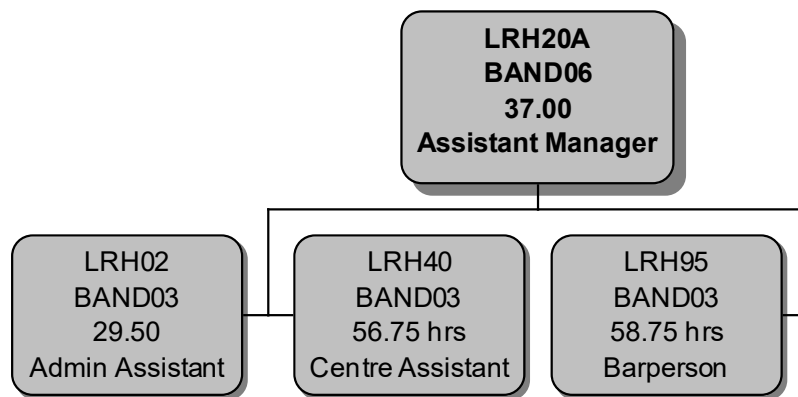 LRH20A
BAND06
37.00
Assistant Manager
LRH02
BAND03
29.50
Admin Assistant
LRH40
BAND03
56.75 hrs
Centre Assistant
LRH95
BAND03
58.75 hrs
Barperson